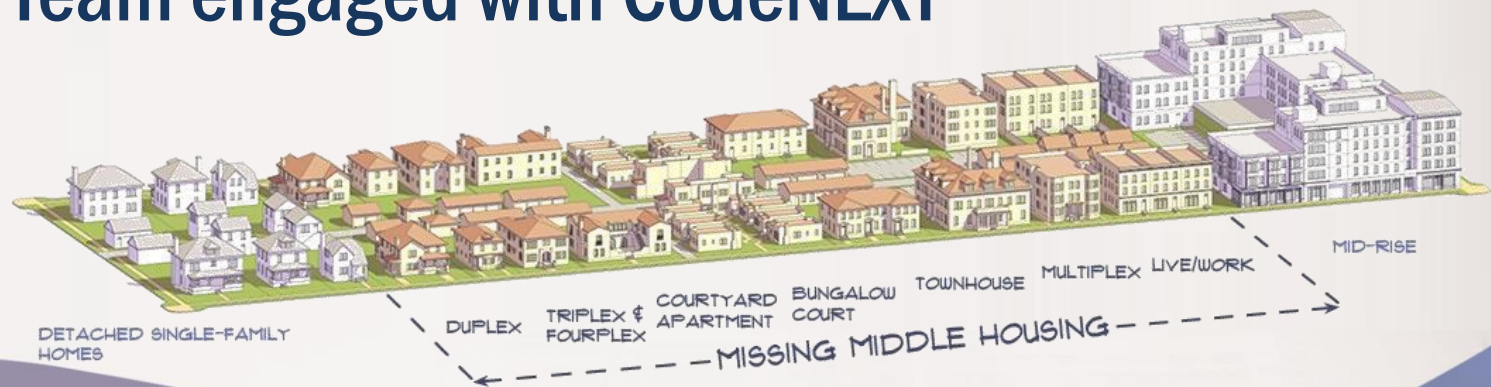 Team engaged with CodeNEXT
DETACHED SINGLE-FAMILY
HOMES
DUPLEX
TRIPLEX &
FOURPLEX
COURTYARD
APARTMENT
BUNGALOW
COURT
TOWNHOUSE
MULTIPLEX
LIVE/WORK
MID-RISE
MISSING MIDDLE HOUSING